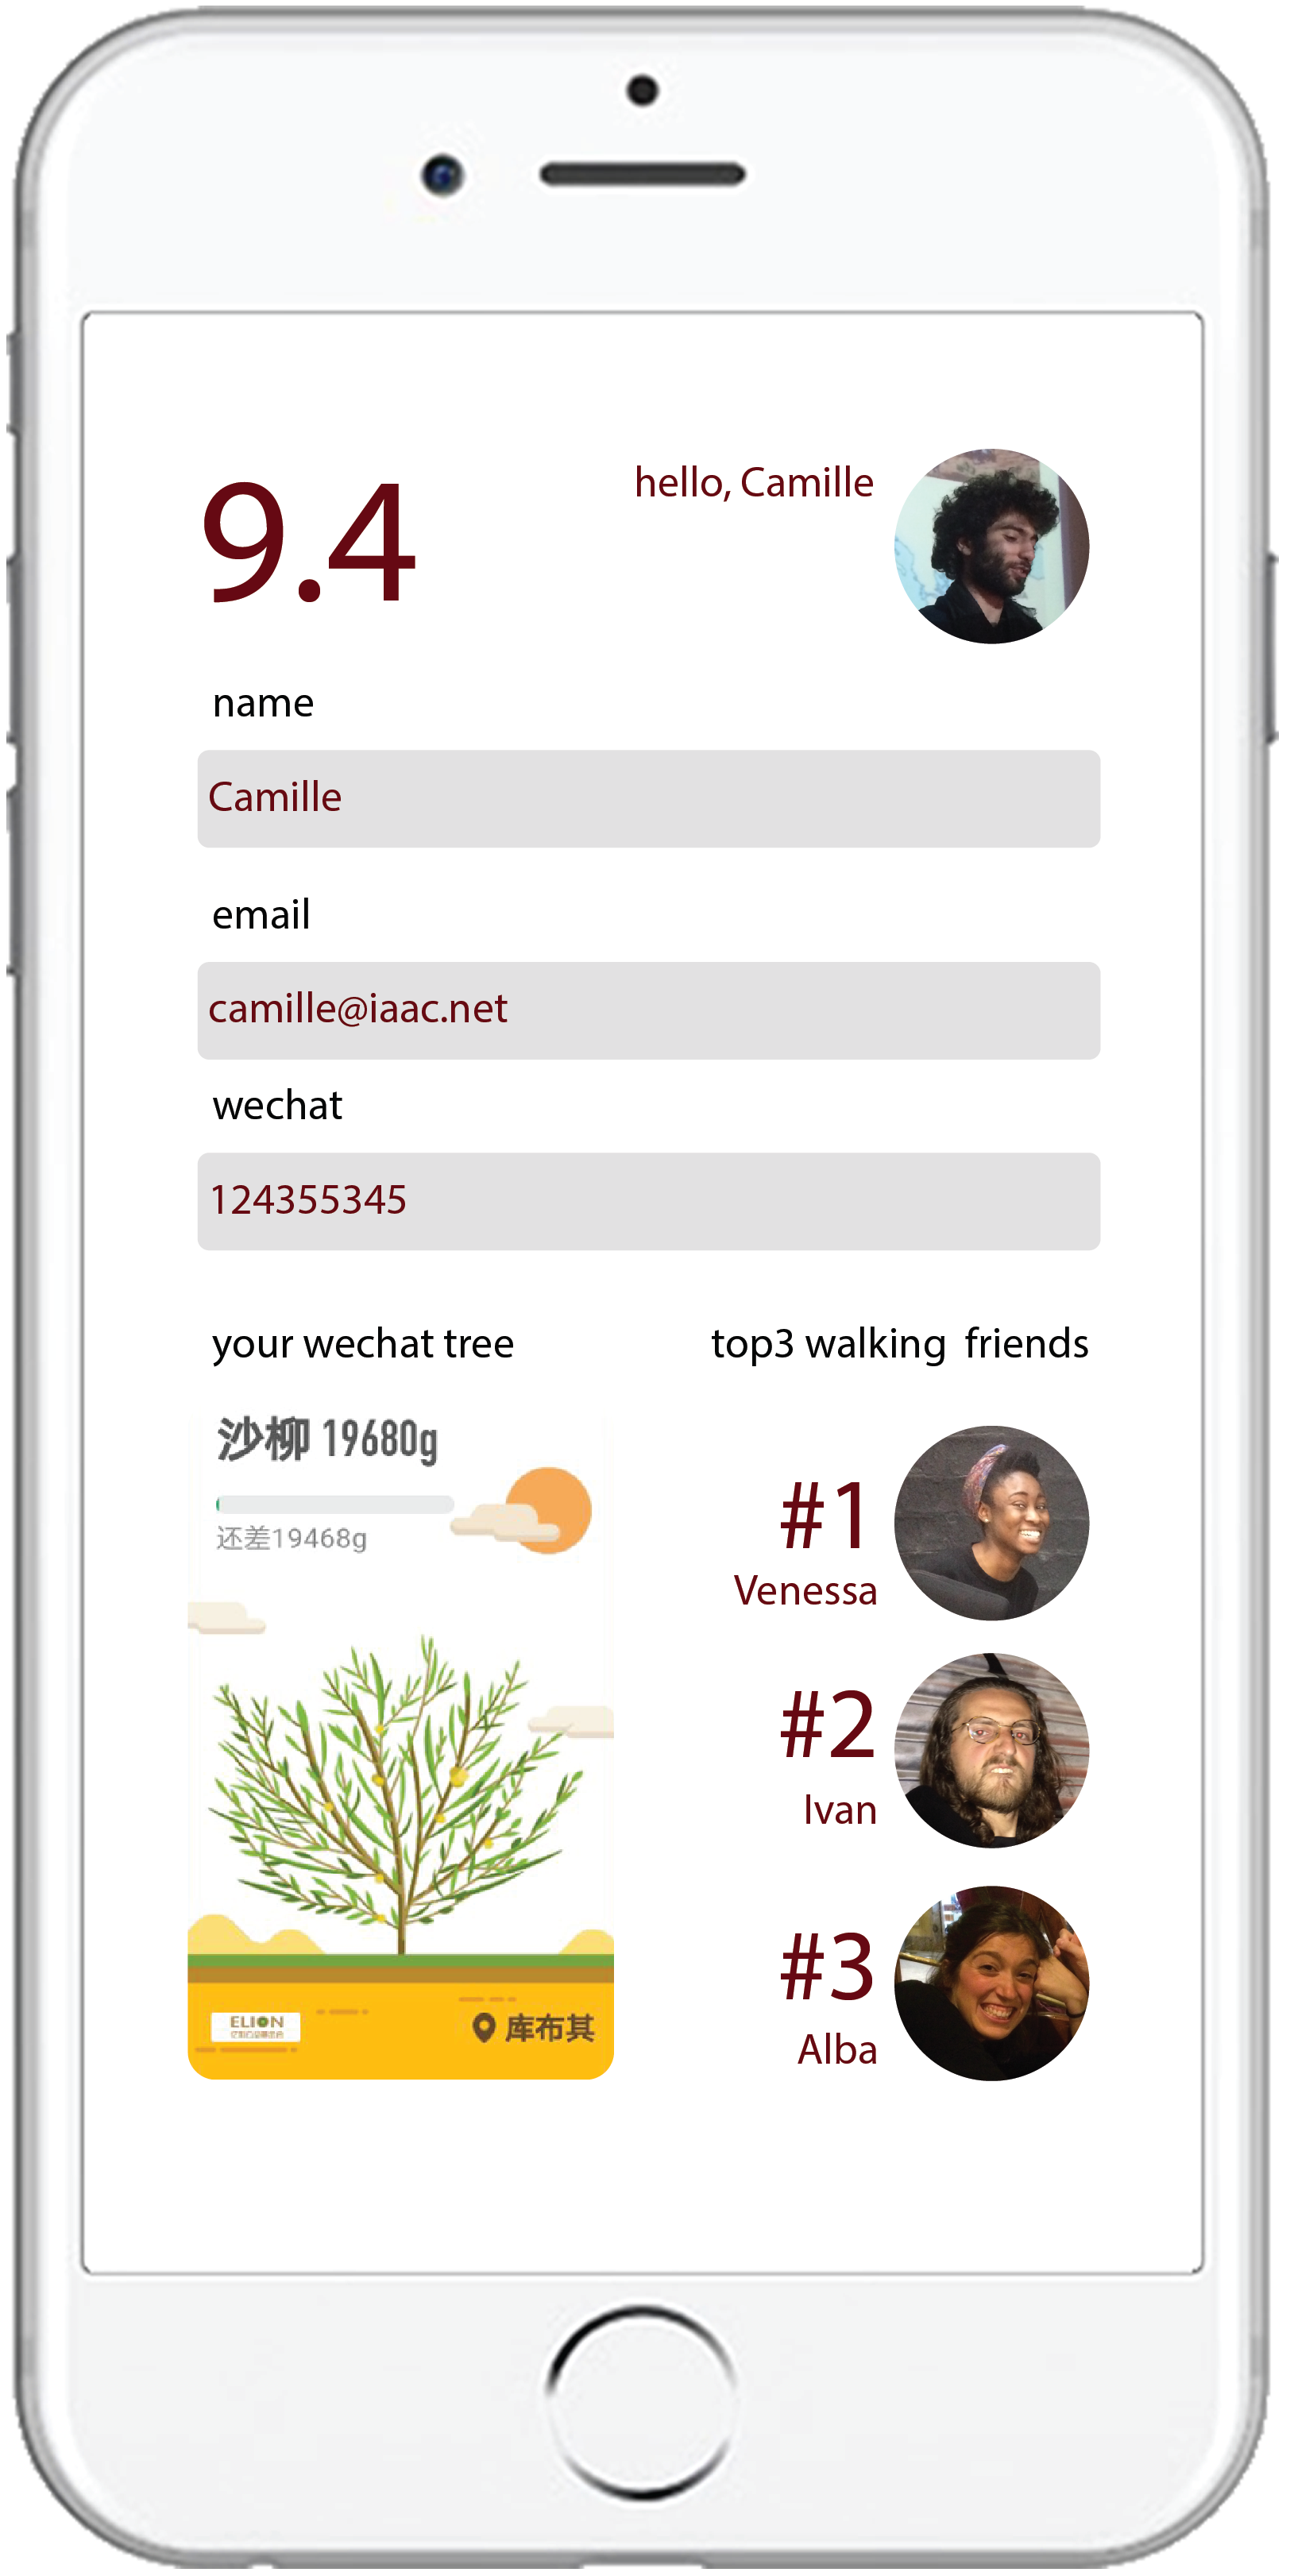 9.4
hello, Camille
name
Camille
email
camille@iaac.net
wechat
124355345
your wechat tree
top3 walking  friends
沙柳 19680g
还差19468g
#1
Venessa
#2
Ivan
#3
Alba
ELION
库布其